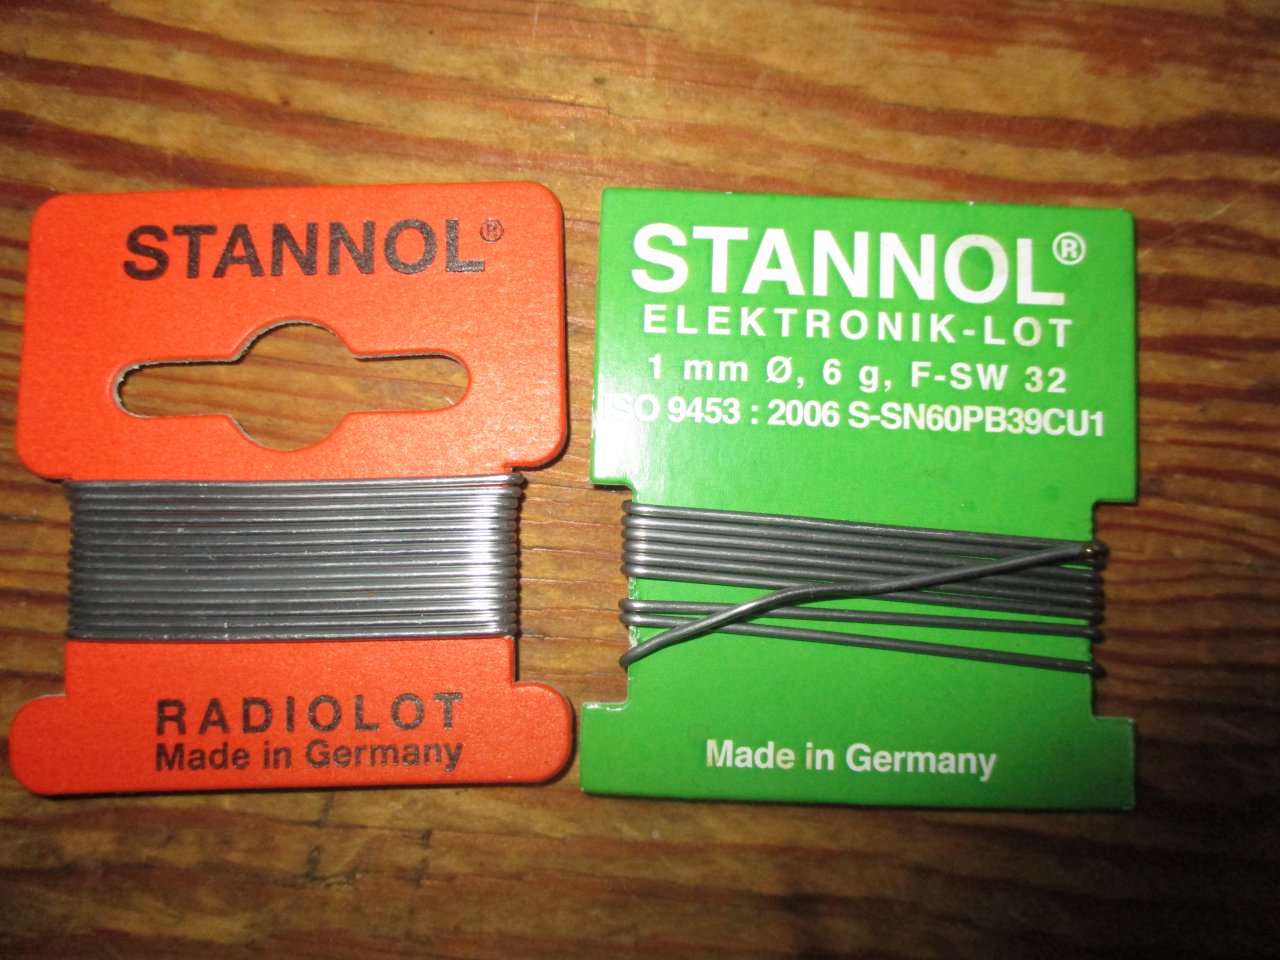 STANNOL®
RADIOLOT
Made in Germany
STANNOL®
ELEKTRONIK-LOT
1 mm Ø, 6 g, F-SW 32
ISO 9453 : 2006 S-SN60PB39CU1
Made in Germany